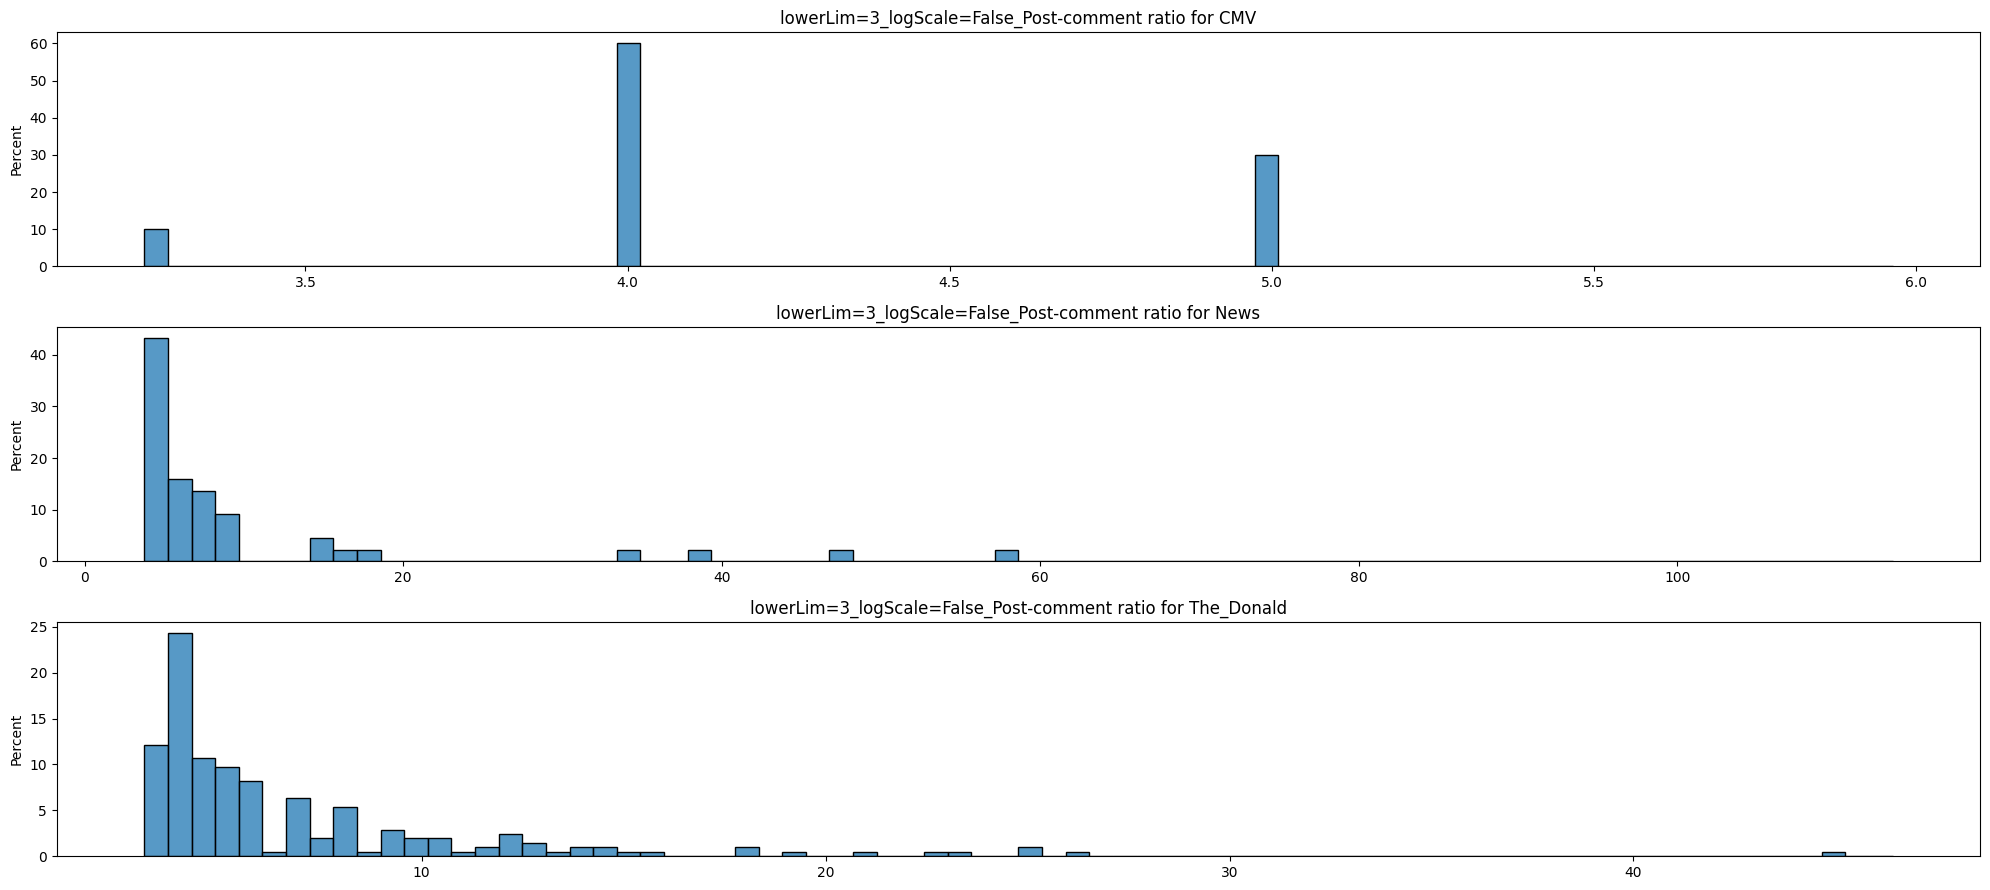 lowerLim=3_logScale=False_Post-comment ratio for CMV
60
50
40
30
20
10
0
Percent
3.5 4.0 4.5 5.0 5.5 6.0
lowerLim=3_logScale=False_Post-comment ratio for News
40
30
20
10
0
Percent
0 20 40 60 80 100
lowerLim=3_logScale=False_Post-comment ratio for The_Donald
25
20
15
10
5
0
Percent
10 20 30 40